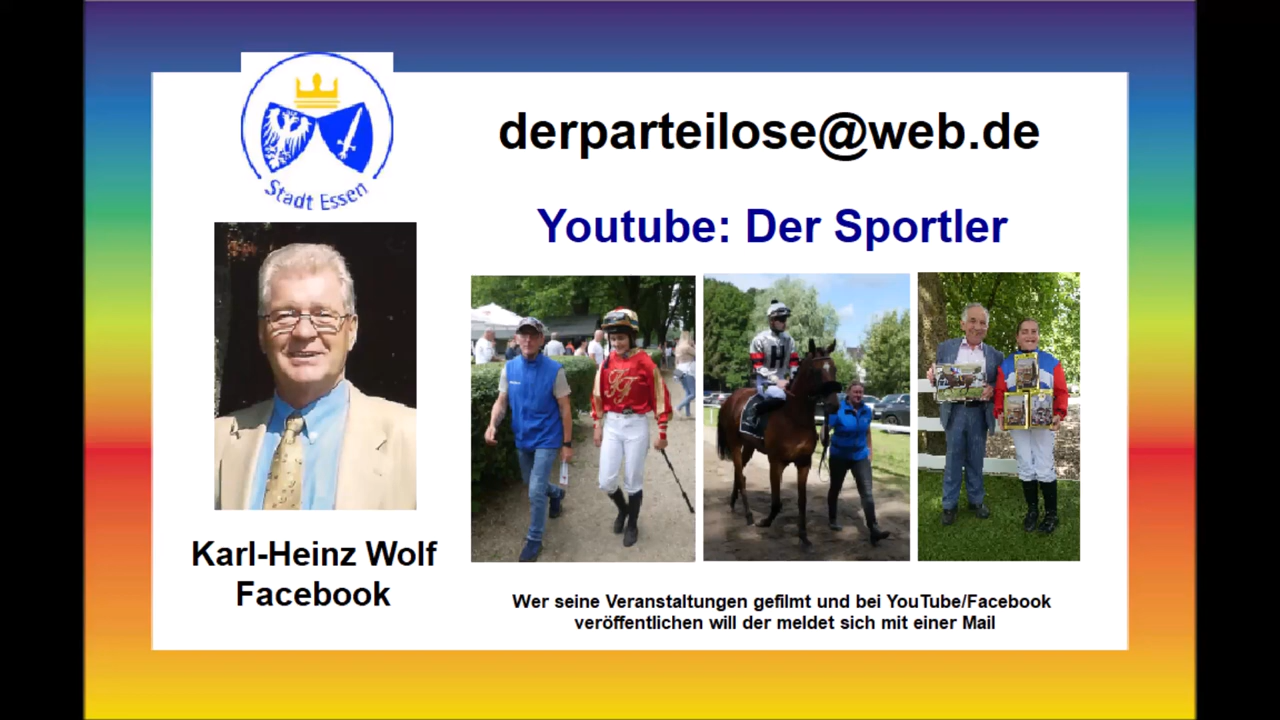 Stadt Essen
derparteilose@web.de
Youtube: Der Sportler
H
Karl-Heinz Wolf
Facebook
Wer seine Veranstaltungen gefilmt und bei YouTube/Facebook
veröffentlichen will der meldet sich mit einer Mail